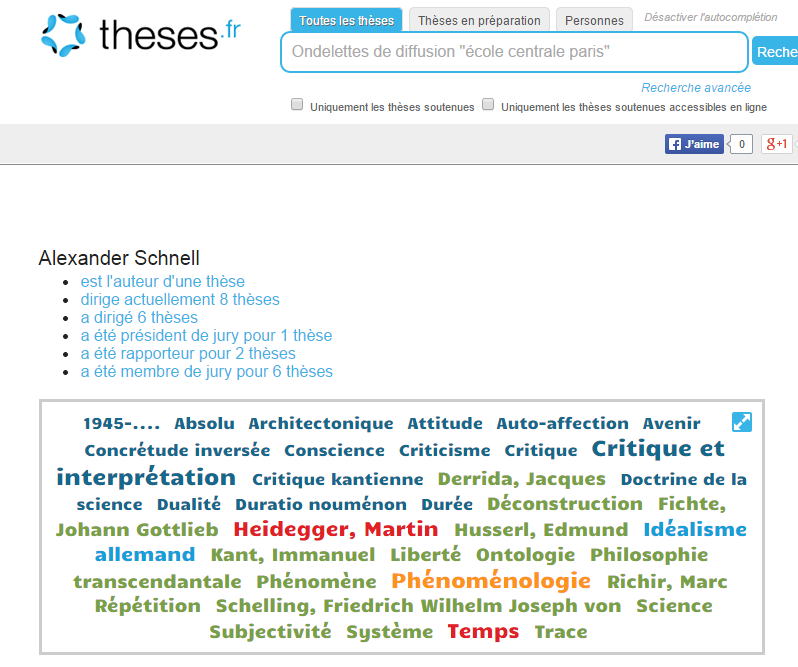 theses.fr
Toutes les thèses Thèses en préparation Personnes Désactiver l'autocomplétion
Ondelettes de diffusion "école centrale paris" Reche
Recherche avancée
Uniquement les thèses soutenues Uniquement les thèses soutenues accessibles en ligne
J'aime 0 g+1
Alexander Schnell
est l'auteur d'une thèse
dirige actuellement 8 thèses
a dirigé 6 thèses
a été président de jury pour 1 thèse
a été rapporteur pour 2 thèses
a été membre de jury pour 6 thèses
1945-.... Absolu Architectonique Attitude Auto-affection Avenir
Concrétude inversée Conscience Criticisme Critique Critique et
interprétation Critique kantienne Derrida, Jacques Doctrine de la
science Dualité Duratio nouménon Durée Déconstruction Fichte,
Johann Gottlieb Heidegger, Martin Husserl, Edmund Idéalisme
allemand Kant, Immanuel Liberté Ontologie Philosophie
transcendantale Phénomène Phénoménologie Richir, Marc
Répétition Schelling, Friedrich Wilhelm Joseph von Science
Subjectivité Système Temps Trace